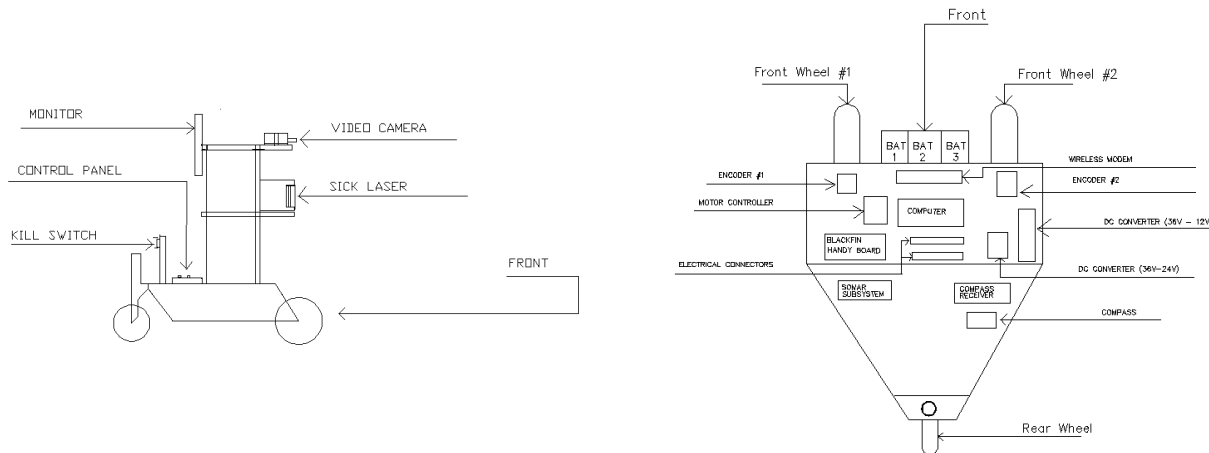 MONITOR
VIDEO CAMERA
CONTROL PANEL
SICK LASER
KILL SWITCH
FRONT
Front
Front Wheel #1
Front Wheel #2
BAT
1
BAT
2
BAT
3
WIRELESS MODEM
ENCODER #1
ENCODER #2
MOTOR CONTROLLER
COMPUTER
DC CONVERTER (36V - 12V
BLACKFIN
HANDY BOARD
ELECTRICAL CONNECTORS
DC CONVERTER (36V-24V)
SONAR
SUBSYSTEM
COMPASS
RECEIVER
COMPASS
Rear Wheel